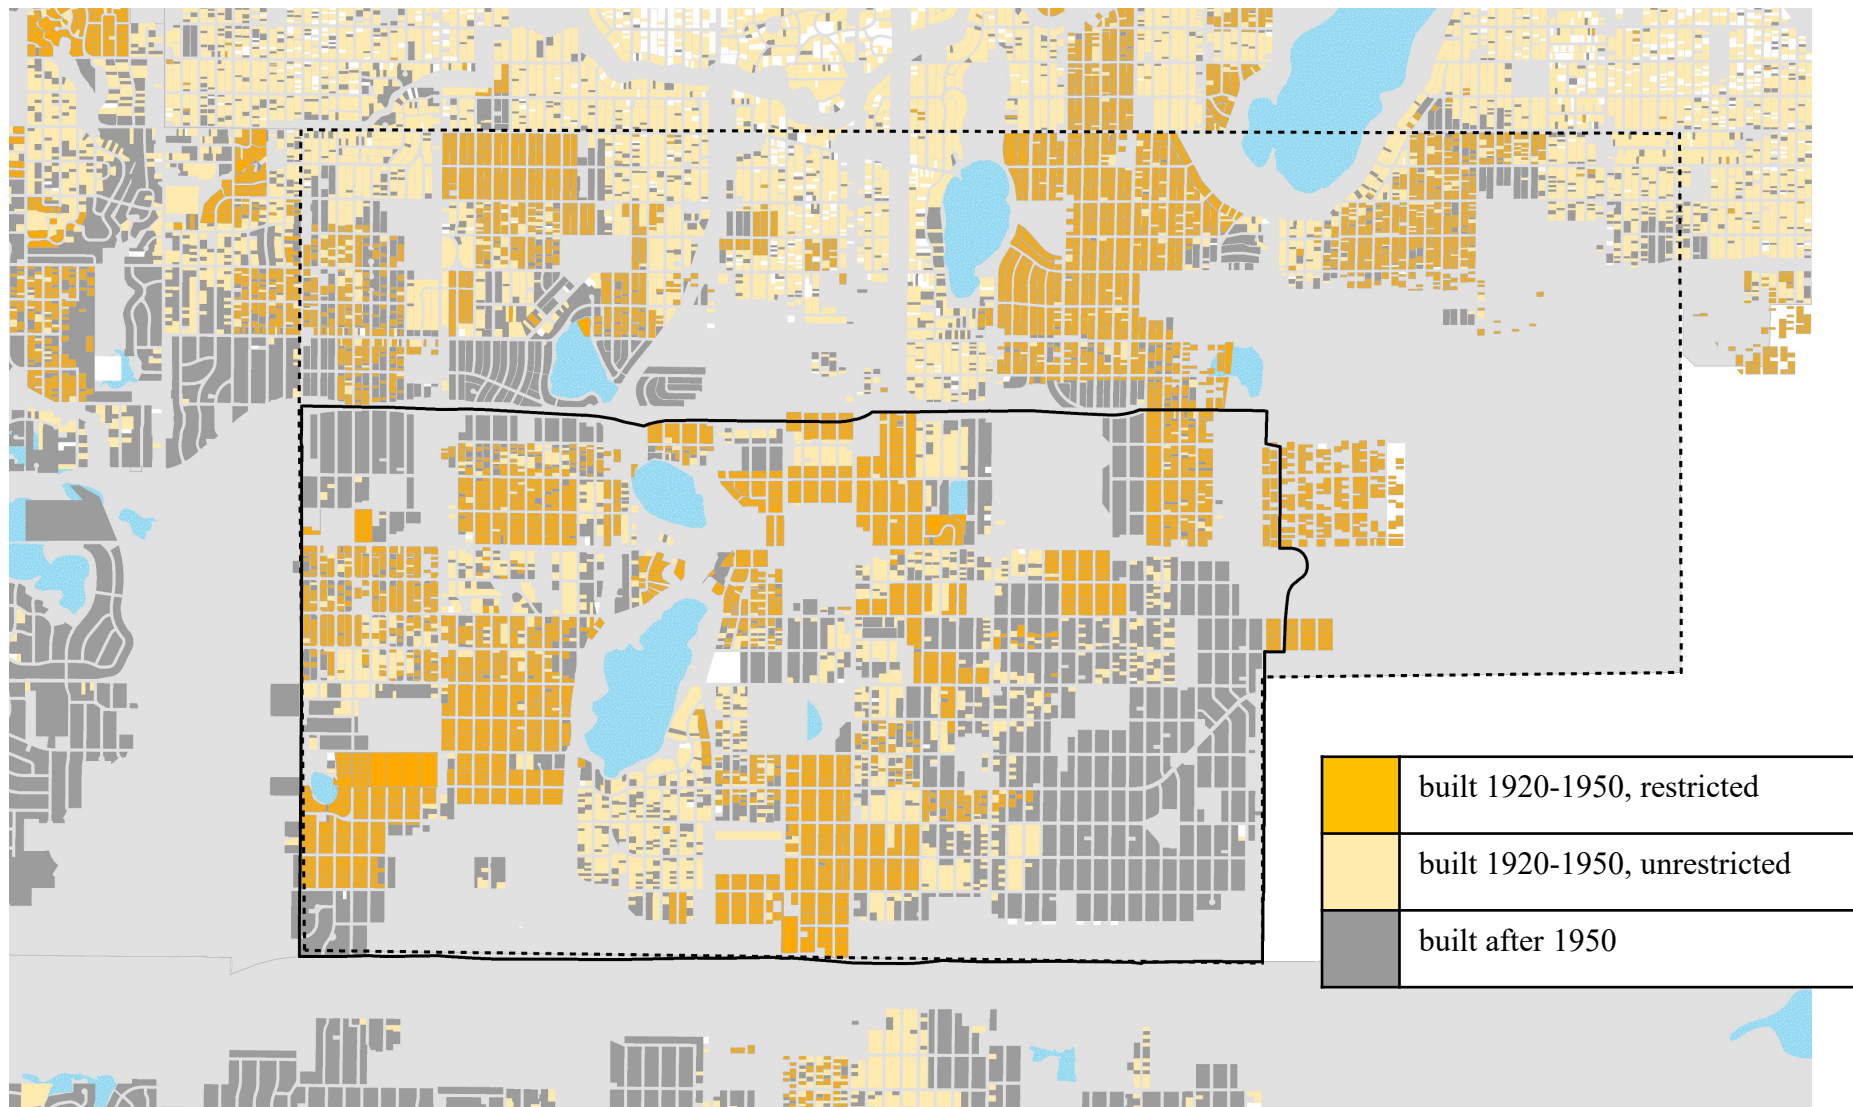 built 1920-1950, restricted
built 1920-1950, unrestricted
built after 1950